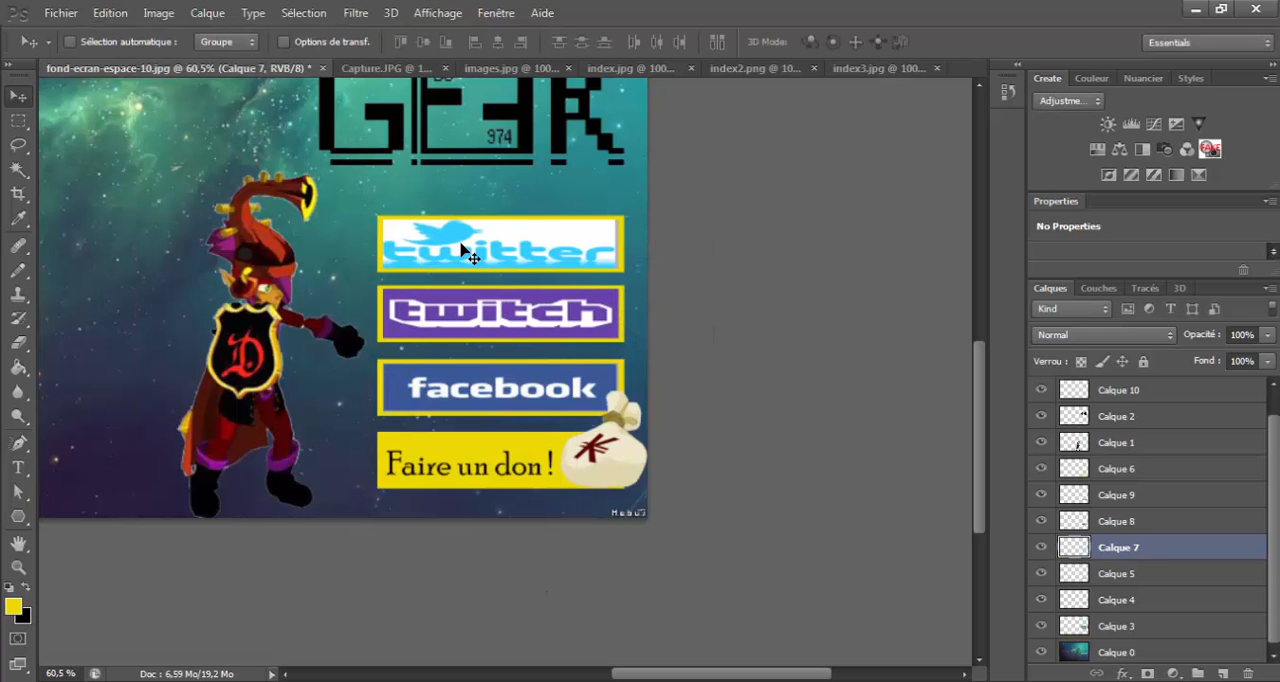 Ps Fichier Edition Image Calque Type Sélection Filtre 3D Affichage Fenêtre Aide
Sélection automatique : Groupe Options de transf. 3D Mode: Essentials
fond-ecran-espace-10.jpg @ 60,5% (Calque 7, RVB/8) * × Capture.JPG @ 1... × images.jpg @ 100... × index.jpg @ 100... × index2.png @ 10... × index3.jpg @ 100... ×
Create Couleur Nuancier Styles
Adjustme...
GEEK
974
Properties
No Properties
twitter
twitch
facebook
Faire un don !
Calques Couches Tracés 3D
Kind
Normal Opacité : 100%
Verrou : Fond : 100%
Calque 10
Calque 2
Calque 1
Calque 6
Calque 9
Calque 8
Calque 7
Calque 5
Calque 4
Calque 3
Calque 0
D
T
60,5 % Doc : 6,59 Mo/19,2 Mo